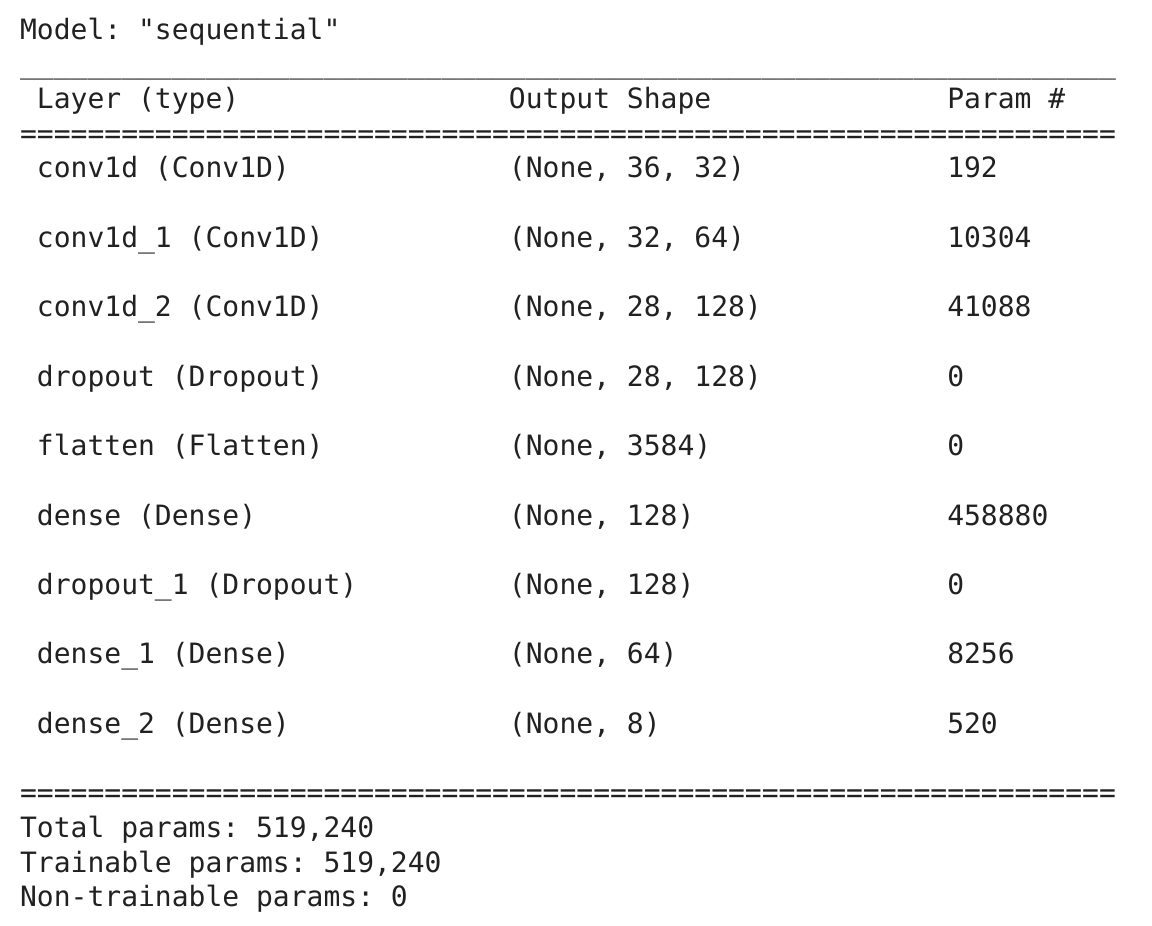 Model: "sequential"
_________________________________________________________________
 Layer (type)                Output Shape              Param #
=================================================================
 conv1d (Conv1D)             (None, 36, 32)            192
 conv1d_1 (Conv1D)           (None, 32, 64)            10304
 conv1d_2 (Conv1D)           (None, 28, 128)           41088
 dropout (Dropout)           (None, 28, 128)           0
 flatten (Flatten)           (None, 3584)              0
 dense (Dense)               (None, 128)               458880
 dropout_1 (Dropout)         (None, 128)               0
 dense_1 (Dense)             (None, 64)                8256
 dense_2 (Dense)             (None, 8)                 520
=================================================================
Total params: 519,240
Trainable params: 519,240
Non-trainable params: 0